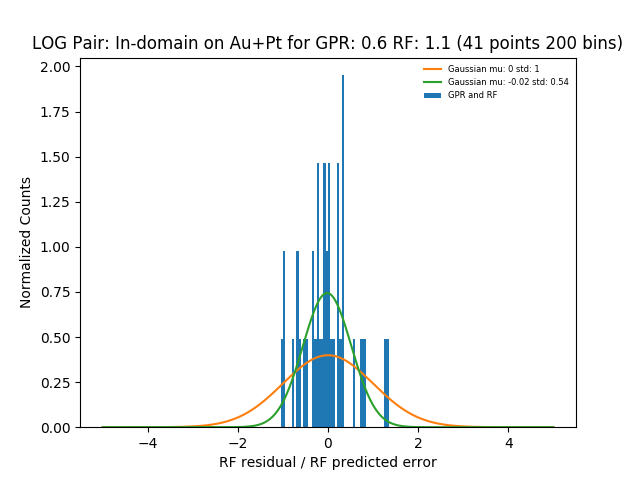 LOG Pair: In-domain on Au+Pt for GPR: 0.6 RF: 1.1 (41 points 200 bins)
Gaussian mu: 0 std: 1
Gaussian mu: -0.02 std: 0.54
GPR and RF
Normalized Counts
2.00
1.75
1.50
1.25
1.00
0.75
0.50
0.25
0.00
−4 −2 0 2 4
RF residual / RF predicted error